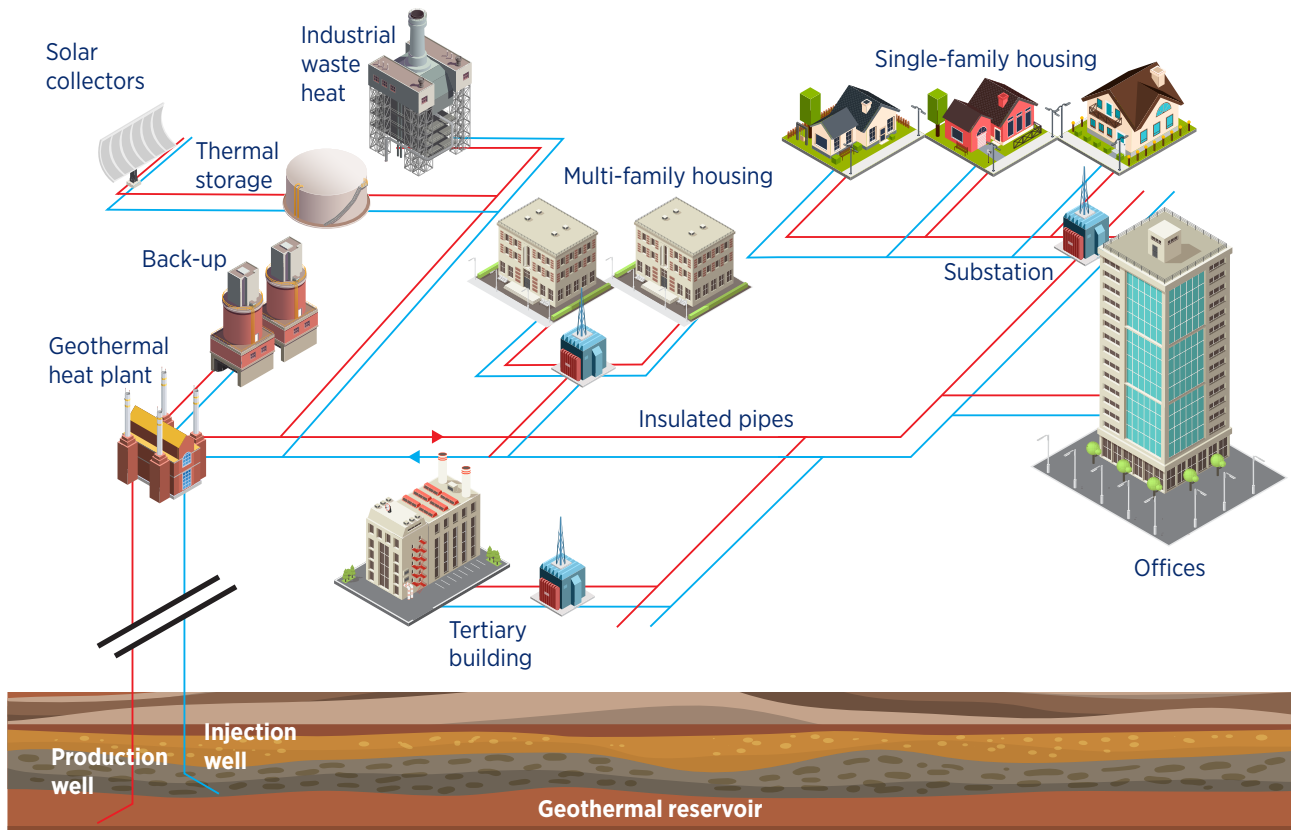 Solar
collectors
Industrial
waste
heat
Single-family housing
Thermal
storage
Multi-family housing
Back-up
Substation
Geothermal
heat plant
Insulated pipes
Offices
Tertiary
building
Injection
well
Production
well
Geothermal reservoir